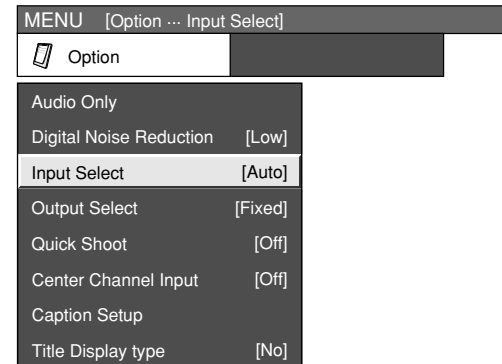 MENU [Option ··· Input Select]
Option
Audio Only
Digital Noise Reduction [Low]
Input Select [Auto]
Output Select [Fixed]
Quick Shoot [Off]
Center Channel Input [Off]
Caption Setup
Title Display type [No]